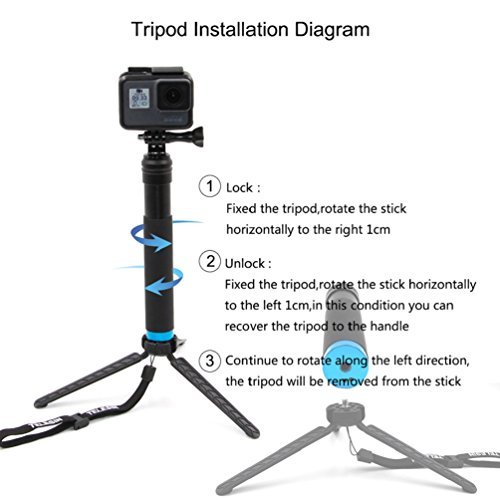 Tripod Installation Diagram
1 Lock :
Fixed the tripod,rotate the stick
horizontally to the right 1cm
2 Unlock :
Fixed the tripod,rotate the stick horizontally
to the left 1cm,in this condition you can
recover the tripod to the handle
3 Continue to rotate along the left direction,
the tripod will be removed from the stick
TELESIN